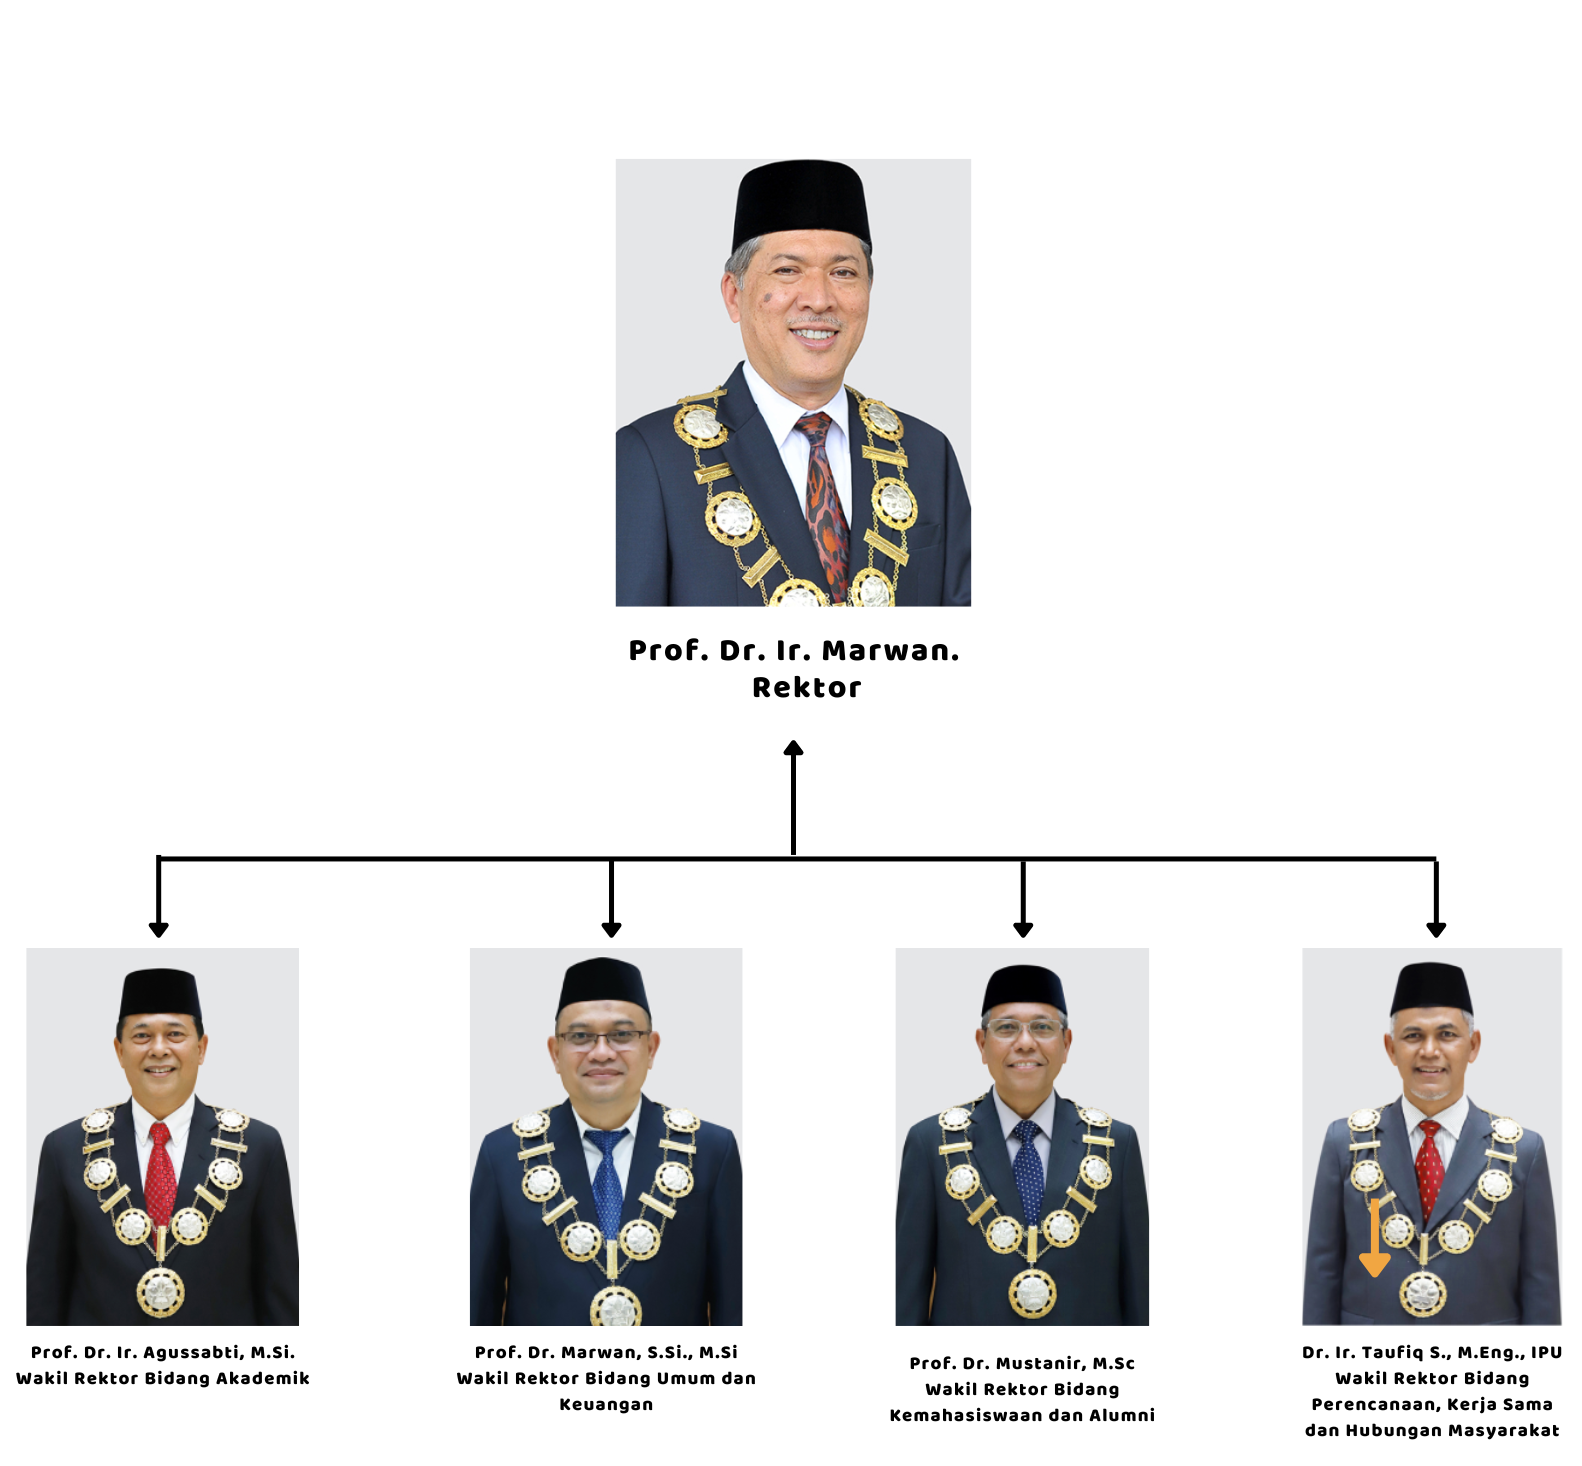 Prof. Dr. Ir. Marwan.
Rektor
Prof. Dr. Ir. Agussabti, M.Si.
Wakil Rektor Bidang Akademik
Prof. Dr. Marwan, S.Si., M.Si
Wakil Rektor Bidang Umum dan
Keuangan
Prof. Dr. Mustanir, M.Sc
Wakil Rektor Bidang
Kemahasiswaan dan Alumni
Dr. Ir. Taufiq S., M.Eng., IPU
Wakil Rektor Bidang
Perencanaan, Kerja Sama
dan Hubungan Masyarakat